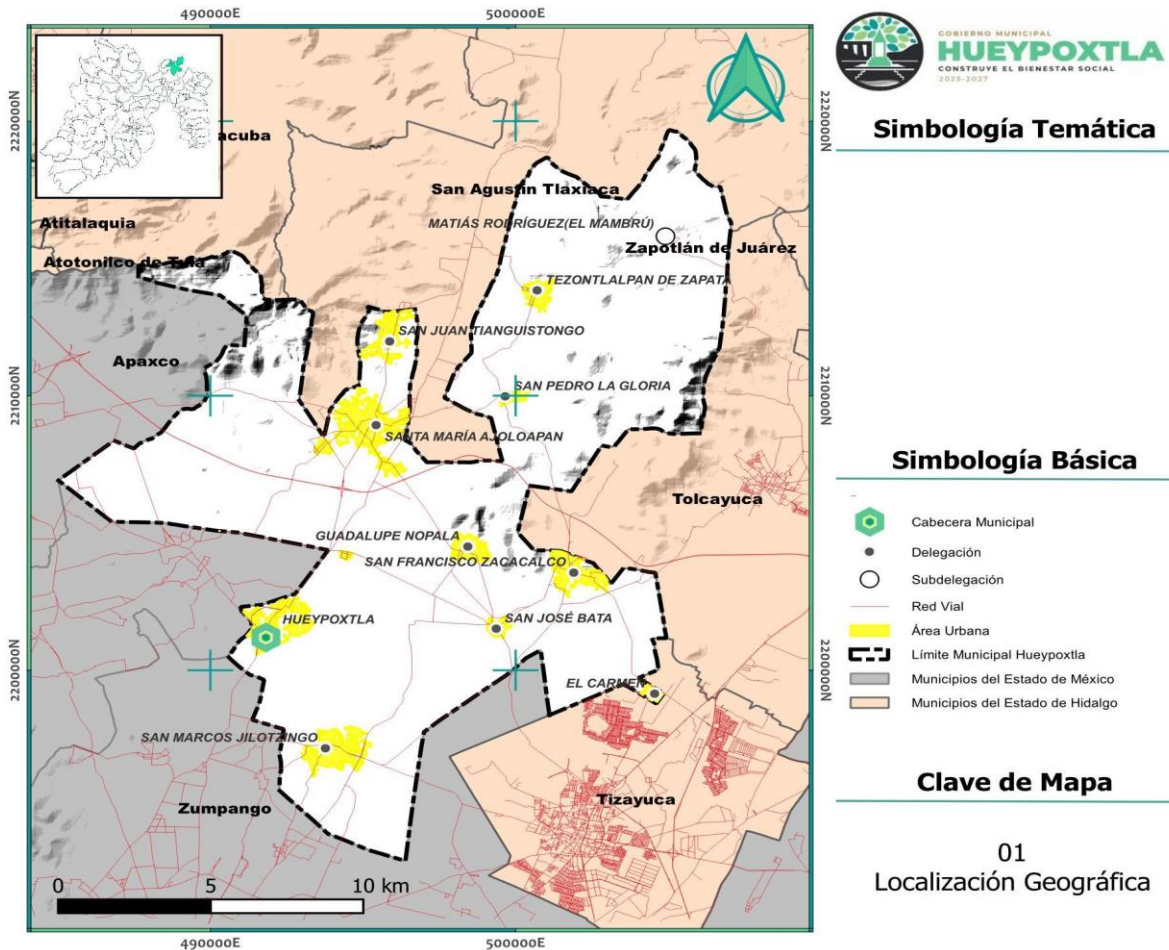 490000E
500000E
GOBIERNO MUNICIPAL
HUEYPOXTLA
CONSTRUYE EL BIENESTAR SOCIAL
2025-2027
2220000N
2220000N
acuba
Simbología Temática
San Agustín Tlaxiaca
MATIÁS RODRÍGUEZ(EL MAMBRÚ)
Atitalaquia
Zapotlán de Juárez
Atotonilco de Tula
TEZONTLALPAN DE ZAPATA
SAN JUAN TIANGUISTONGO
Apaxco
SAN PEDRO LA GLORIA
2210000N
2210000N
SANTA MARÍA AJOLOAPAN
Simbología Básica
Tolcayuca
Cabecera Municipal
GUADALUPE NOPALA
Delegación
SAN FRANCISCO ZACACALCO
Subdelegación
Red Vial
HUEYPOXTLA
SAN JOSÉ BATA
Área Urbana
Límite Municipal Hueypoxtla
2200000N
2200000N
Municipios del Estado de México
EL CARMEN
Municipios del Estado de Hidalgo
SAN MARCOS JILOTZINGO
Clave de Mapa
Zumpango
Tizayuca
01
Localización Geográfica
0 5 10 km
490000E
500000E